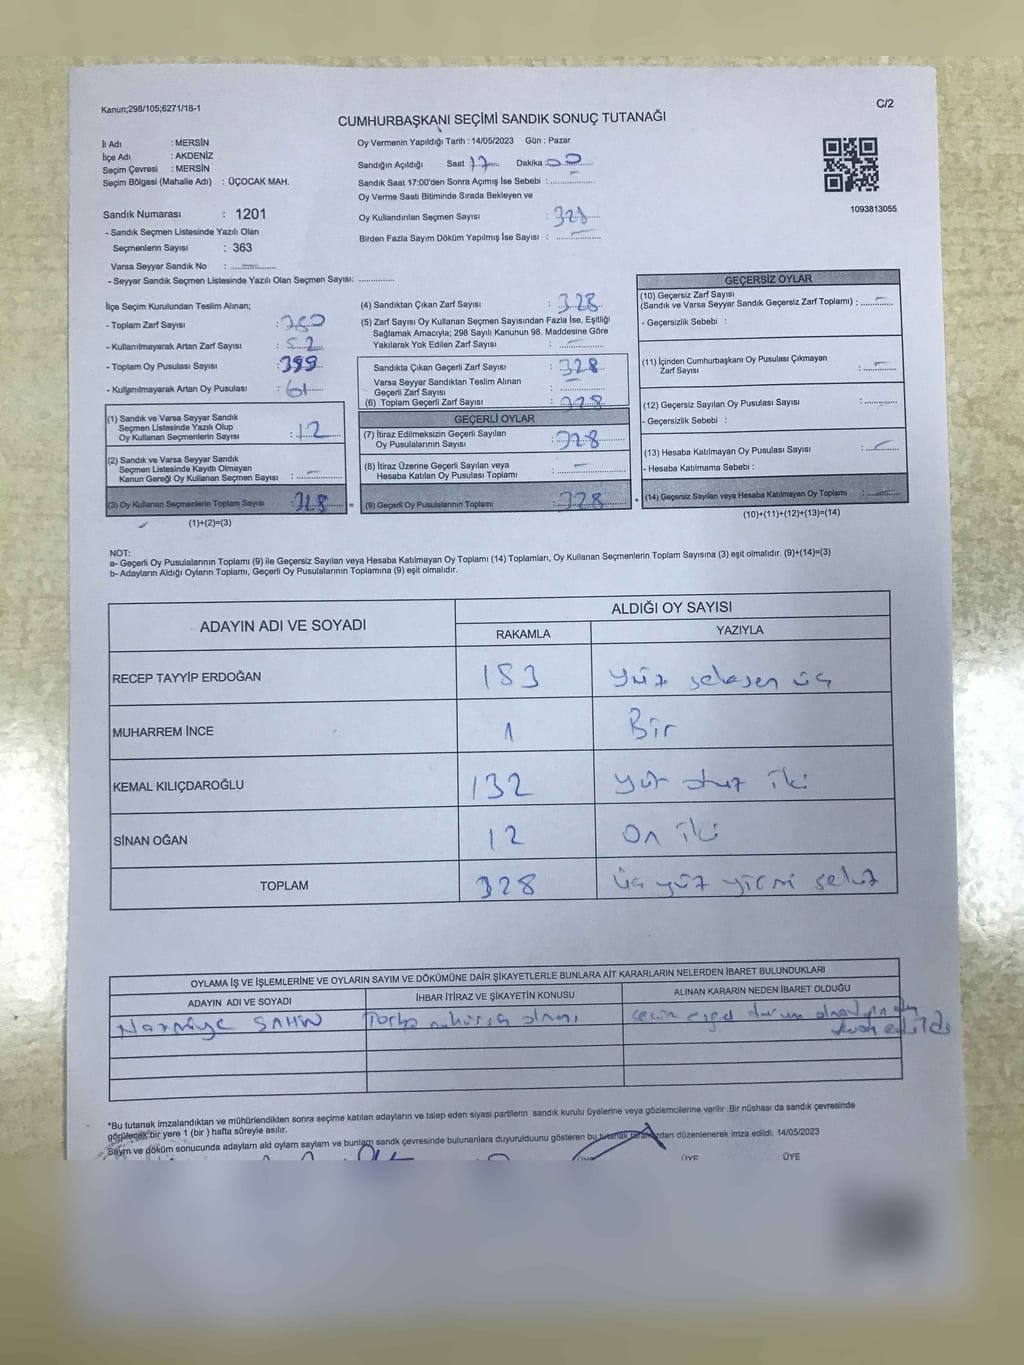 Kanun;298/105;6271/18-1
C/2
CUMHURBAŞKANI SEÇİMİ SANDIK SONUÇ TUTANAĞI
İl Adı : MERSİN
İlçe Adı : AKDENİZ
Seçim Çevresi : MERSİN
Seçim Bölgesi (Mahalle Adı) : ÜÇOCAK MAH.
Oy Vermenin Yapıldığı Tarih : 14/05/2023 Gün : Pazar
Sandığın Açıldığı Saat 17 Dakika : 00
Sandık Saat 17:00'den Sonra Açımış İse Sebebi :
Oy Verme Saati Bitiminde Sırada Bekleyen ve
Oy Kullandırılan Seçmen Sayısı : 328
Birden Fazla Sayım Döküm Yapılmış İse Sayısı :
1093813055
Sandık Numarası : 1201
- Sandık Seçmen Listesinde Yazılı Olan
Seçmenlerin Sayısı : 363
Varsa Seyyar Sandık No :
- Seyyar Sandık Seçmen Listesinde Yazılı Olan Seçmen Sayısı:
İlçe Seçim Kurulundan Teslim Alınan;
- Toplam Zarf Sayısı :
- Kullanılmayarak Artan Zarf Sayısı : 52
- Toplam Oy Pusulası Sayısı : 399
- Kullanılmayarak Artan Oy Pusulası : 61
(1) Sandık ve Varsa Seyyar Sandık
Seçmen Listesinde Yazılı Olup
Oy Kullanan Seçmenlerin Sayısı : 12
(2) Sandık ve Varsa Seyyar Sandık
Seçmen Listesinde Kayıtlı Olmayan
Kanun Gereği Oy Kullanan Seçmen Sayısı :
(3) Oy Kullanan Seçmenlerin Toplam Sayısı : 328
(1)+(2)=(3)
(4) Sandıktan Çıkan Zarf Sayısı : 328
(5) Zarf Sayısı Oy Kullanan Seçmen Sayısından Fazla İse, Eşitliği
Sağlamak Amacıyla; 298 Sayılı Kanunun 98. Maddesine Göre
Yakılarak Yok Edilen Zarf Sayısı :
Sandıkta Çıkan Geçerli Zarf Sayısı : 328
Varsa Seyyar Sandıktan Teslim Alınan
Geçerli Zarf Sayısı :
(6) Toplam Geçerli Zarf Sayısı : 328
GEÇERLİ OYLAR
(7) İtiraz Edilmeksizin Geçerli Sayılan
Oy Pusulalarının Sayısı : 328
(8) İtiraz Üzerine Geçerli Sayılan veya
Hesaba Katılan Oy Pusulası Toplamı :
= (9) Geçerli Oy Pusulalarının Toplamı : 328
GEÇERSİZ OYLAR
(10) Geçersiz Zarf Sayısı
(Sandık ve Varsa Seyyar Sandık Geçersiz Zarf Toplamı) :
- Geçersizlik Sebebi :
(11) İçinden Cumhurbaşkanı Oy Pusulası Çıkmayan
Zarf Sayısı :
(12) Geçersiz Sayılan Oy Pusulası Sayısı :
- Geçersizlik Sebebi :
(13) Hesaba Katılmayan Oy Pusulası Sayısı :
- Hesaba Katılmama Sebebi :
+ (14) Geçersiz Sayılan veya Hesaba Katılmayan Oy Toplamı :
(10)+(11)+(12)+(13)=(14)
NOT:
a- Geçerli Oy Pusulalarının Toplamı (9) ile Geçersiz Sayılan veya Hesaba Katılmayan Oy Toplamı (14) Toplamları, Oy Kullanan Seçmenlerin Toplam Sayısına (3) eşit olmalıdır. (9)+(14)=(3)
b- Adayların Aldığı Oyların Toplamı, Geçerli Oy Pusulalarının Toplamına (9) eşit olmalıdır.
ADAYIN ADI VE SOYADI
ALDIĞI OY SAYISI
RAKAMLA YAZIYLA
RECEP TAYYİP ERDOĞAN 183 yüz seksen üç
MUHARREM İNCE 1 Bir
KEMAL KILIÇDAROĞLU 132 yüz otuz iki
SİNAN OĞAN 12 On iki
TOPLAM 328 üç yüz yirmi sekiz
OYLAMA İŞ VE İŞLEMLERİNE VE OYLARIN SAYIM VE DÖKÜMÜNE DAİR ŞİKAYETLERLE BUNLARA AİT KARARLARIN NELERDEN İBARET BULUNDUKLARI
ADAYIN ADI VE SOYADI İHBAR İTİRAZ VE ŞİKAYETİN KONUSU ALINAN KARARIN NEDEN İBARET OLDUĞU
ŞAHİN Torba
*Bu tutanak imzalandıktan ve mühürlendikten sonra seçime katılan adayların ve talep eden siyasi partilerin sandık kurulu üyelerine veya gözlemcilerine verilir .Bir nüshası da sandık çevresinde
görülecek bir yere 1 (bir ) hafta süreyle asılır.
Saym ve döküm sonucunda adaylarn ald oylarn saylarn ve bunlarn sandk çevresinde bulunanlara duyurulduunu gösteren bu tutanak tarafmzdan düzenlenerek imza edildi. 14/05/2023
ÜYE ÜYE